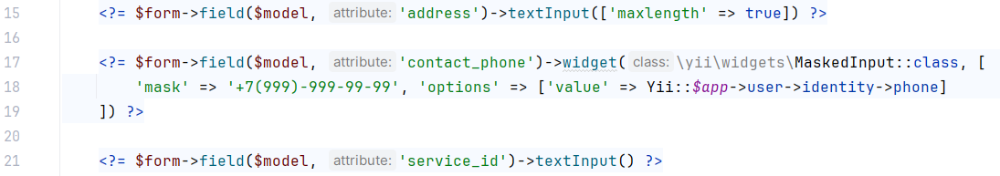 15 <?= $form->field($model, attribute: 'address')->textInput(['maxlength' => true]) ?>
16
17 <?= $form->field($model, attribute: 'contact_phone')->widget( class: \yii\widgets\MaskedInput::class, [
18 'mask' => '+7(999)-999-99-99', 'options' => ['value' => Yii::$app->user->identity->phone]
19 ]) ?>
20
21 <?= $form->field($model, attribute: 'service_id')->textInput() ?>